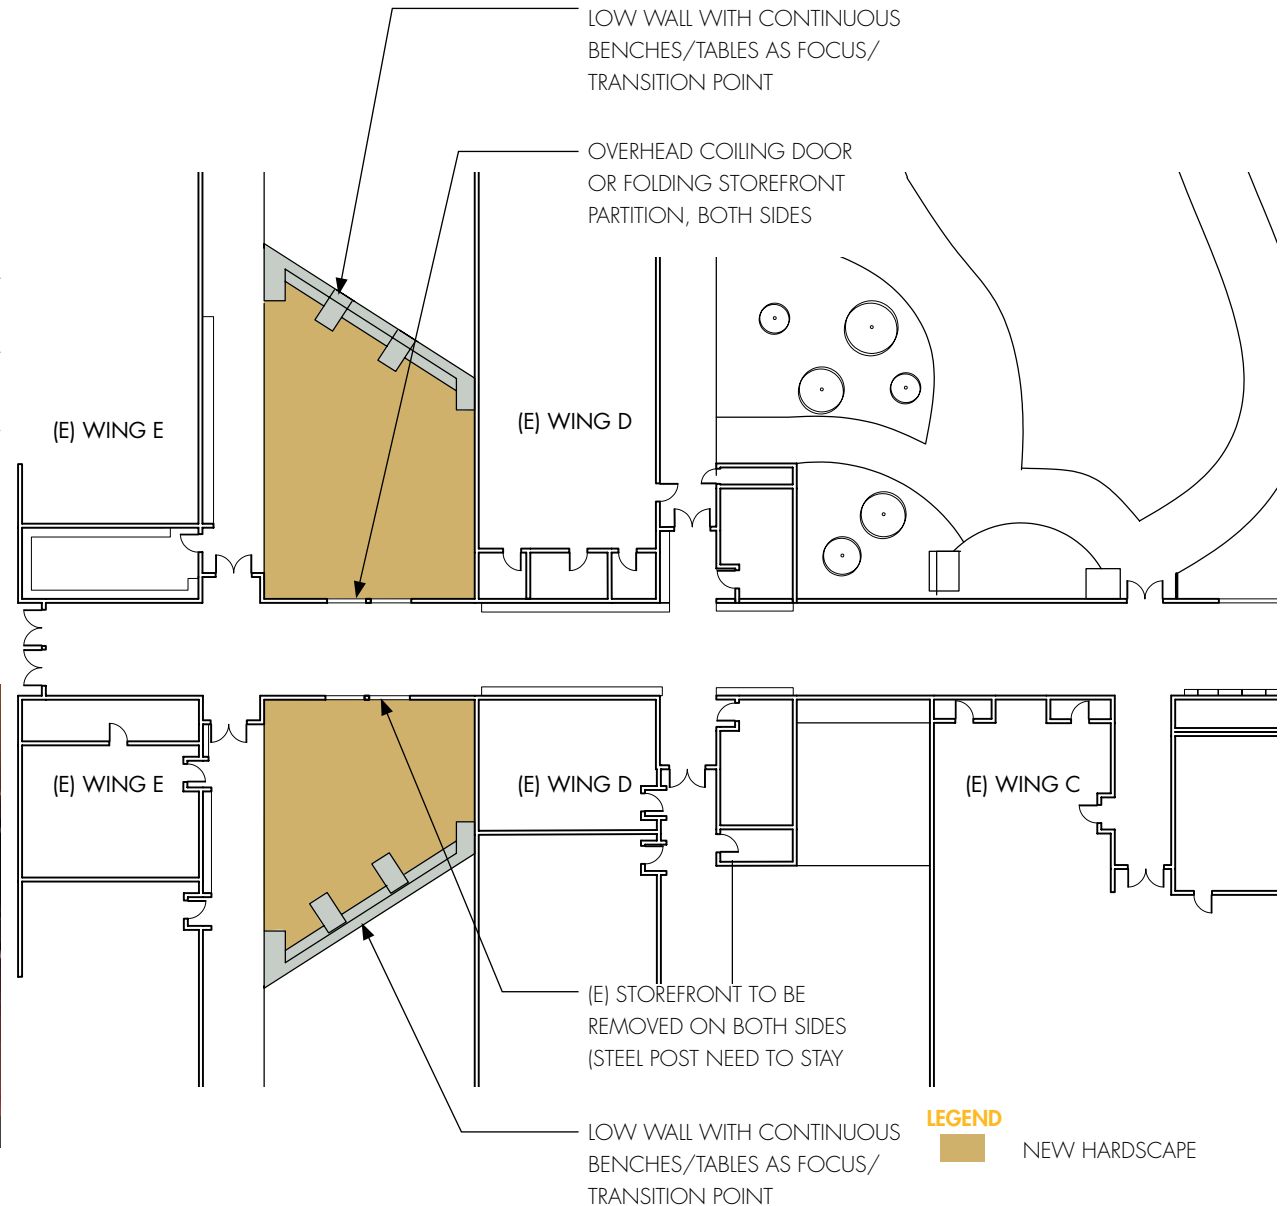 LOW WALL WITH CONTINUOUS
BENCHES/TABLES AS FOCUS/
TRANSITION POINT
OVERHEAD COILING DOOR
OR FOLDING STOREFRONT
PARTITION, BOTH SIDES
(E) WING E
(E) WING D
(E) WING E
(E) WING D
(E) WING C
(E) STOREFRONT TO BE
REMOVED ON BOTH SIDES
(STEEL POST NEED TO STAY
LOW WALL WITH CONTINUOUS
BENCHES/TABLES AS FOCUS/
TRANSITION POINT
LEGEND
NEW HARDSCAPE